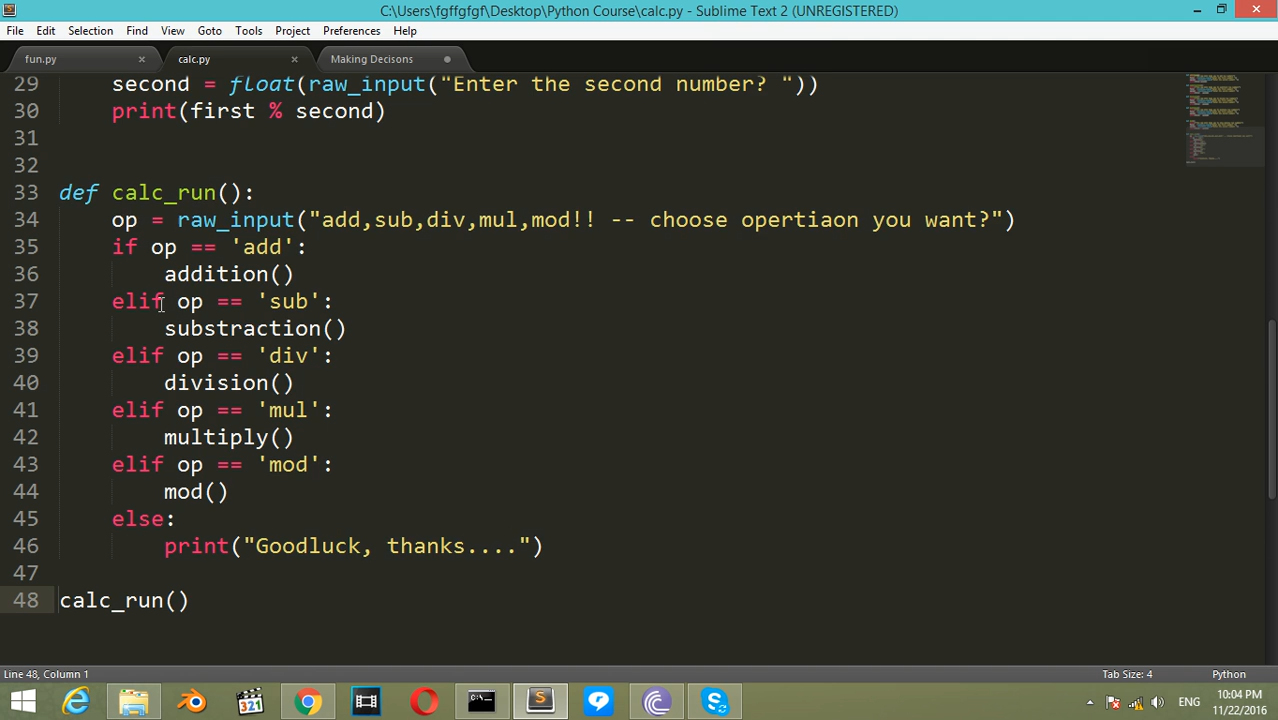 C:\Users\fgffgfgf\Desktop\Python Course\calc.py - Sublime Text 2 (UNREGISTERED)
File Edit Selection Find View Goto Tools Project Preferences Help
fun.py calc.py Making Decisons
29 second = float(raw_input("Enter the second number? "))
30 print(first % second)
31
32
33 def calc_run():
34 op = raw_input("add,sub,div,mul,mod!! -- choose opertiaon you want?")
35 if op == 'add':
36 addition()
37 elif op == 'sub':
38 substraction()
39 elif op == 'div':
40 division()
41 elif op == 'mul':
42 multiply()
43 elif op == 'mod':
44 mod()
45 else:
46 print("Goodluck, thanks....")
47
48 calc_run()
Line 48, Column 1 Tab Size: 4 Python
321 ENG 10:04 PM
11/22/2016